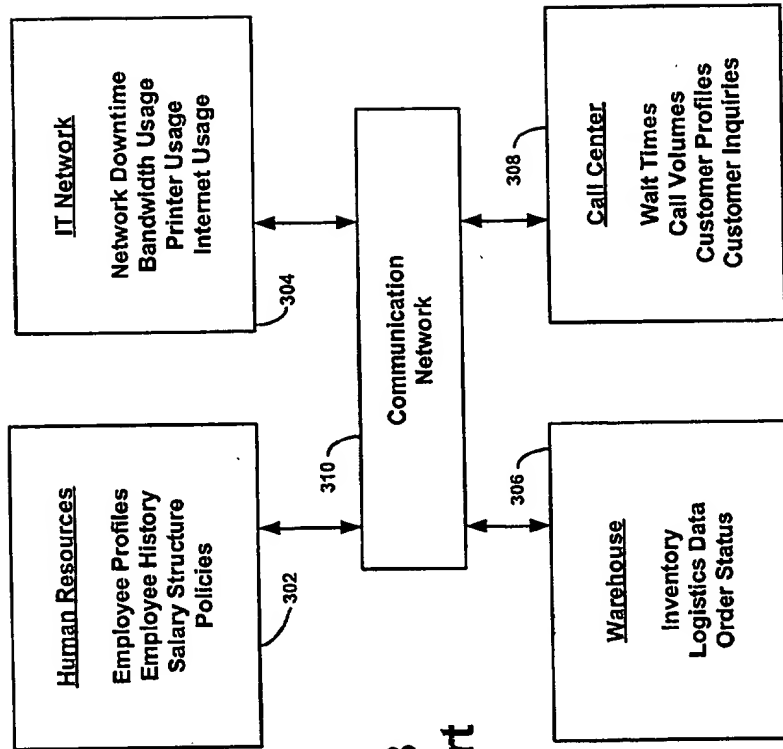 Human Resources
Employee Profiles
Employee History
Salary Structure
Policies
302
IT Network
Network Downtime
Bandwidth Usage
Printer Usage
Internet Usage
304
310
Communication
Network
306
Warehouse
Inventory
Logistics Data
Order Status
308
Call Center
Wait Times
Call Volumes
Customer Profiles
Customer Inquiries